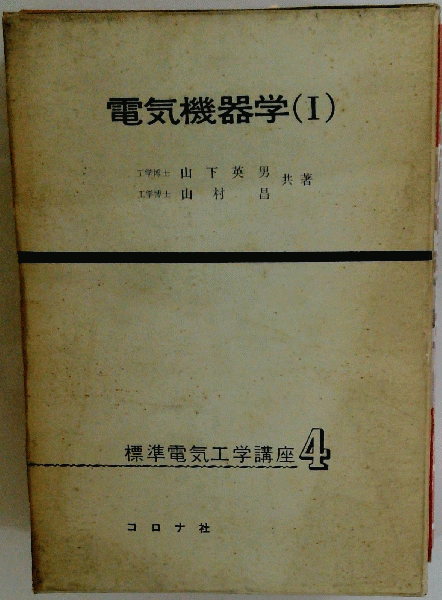 電気機器学(I)
工学博士 山下英男
工学博士 山村昌 共著
標準電気工学講座4
コロナ社